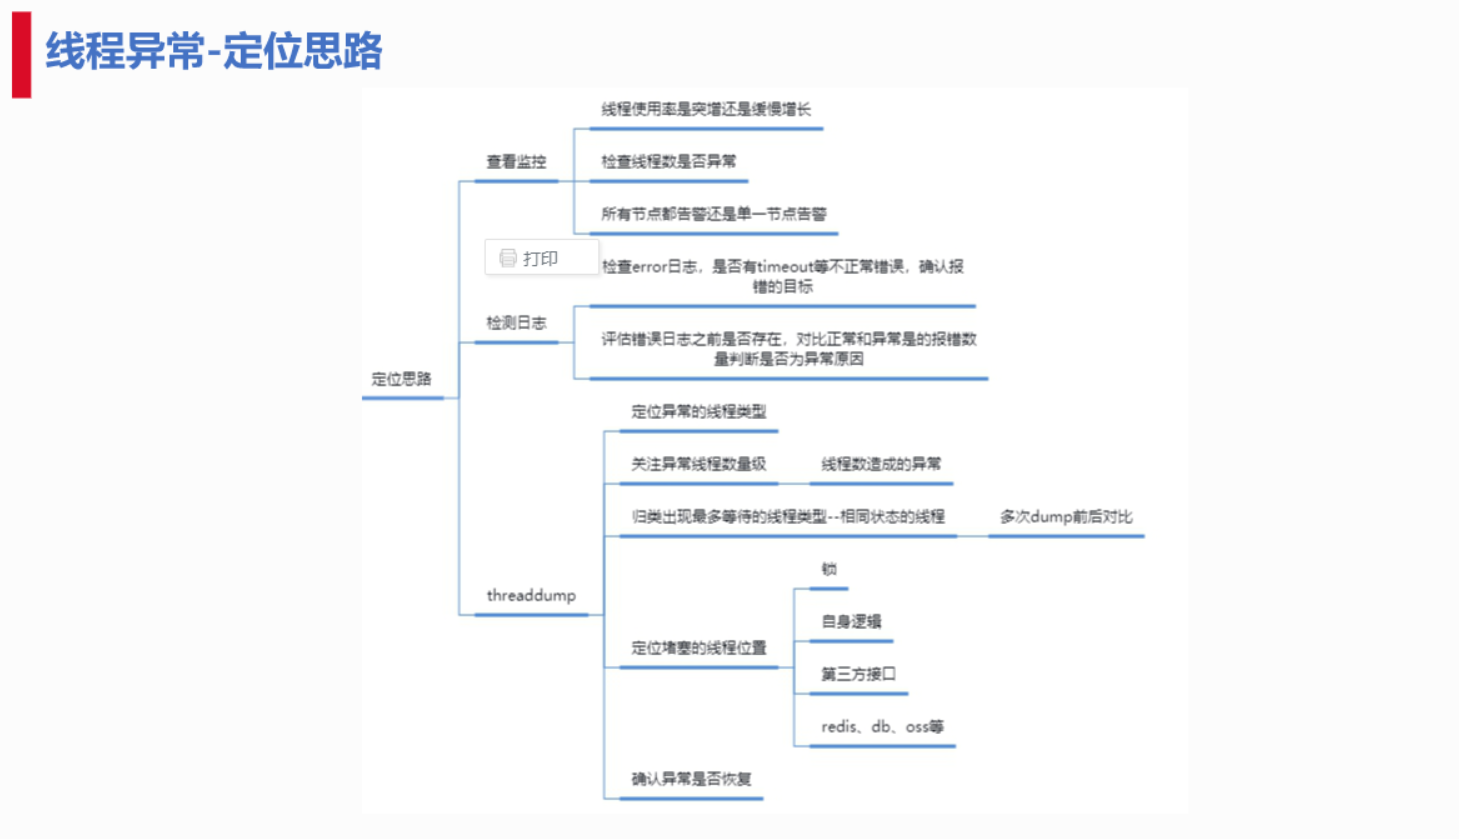 线程异常-定位思路
线程使用率是突增还是缓慢增长
查看监控
检查线程数是否异常
所有节点都告警还是单一节点告警
打印
检查error日志，是否有timeout等不正常错误，确认报
错的目标
检测日志
评估错误日志之前是否存在，对比正常和异常是的报错数
量判断是否为异常原因
定位思路
定位异常的线程类型
关注异常线程数量级
线程数造成的异常
归类出现最多等待的线程类型--相同状态的线程
多次dump前后对比
锁
threaddump
自身逻辑
定位堵塞的线程位置
第三方接口
redis、db、oss等
确认异常是否恢复